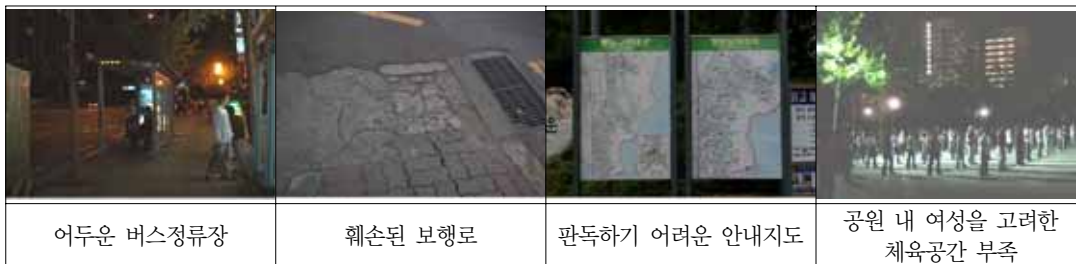 어두운 버스정류장
훼손된 보행로
판독하기 어려운 안내지도
공원 내 여성을 고려한
체육공간 부족